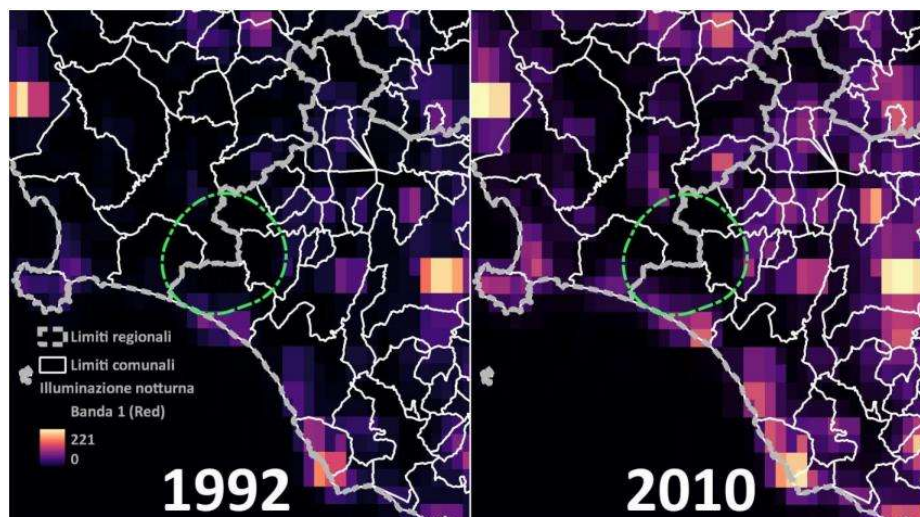 Limiti regionali
Limiti comunali
Illuminazione notturna
Banda 1 (Red)
221
0
1992
2010